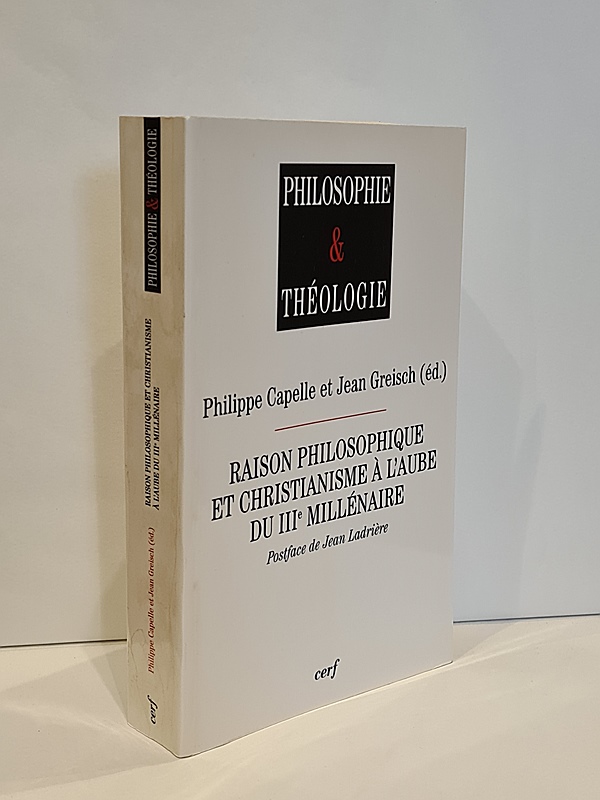 PHILOSOPHIE & THÉOLOGIE
RAISON PHILOSOPHIQUE ET CHRISTIANISME
À L'AUBE DU IIIe MILLÉNAIRE
Philippe Capelle et Jean Greisch (éd.)
cerf
PHILOSOPHIE
&
THÉOLOGIE
Philippe Capelle et Jean Greisch (éd.)
RAISON PHILOSOPHIQUE
ET CHRISTIANISME À L'AUBE
DU IIIe MILLÉNAIRE
Postface de Jean Ladrière
cerf